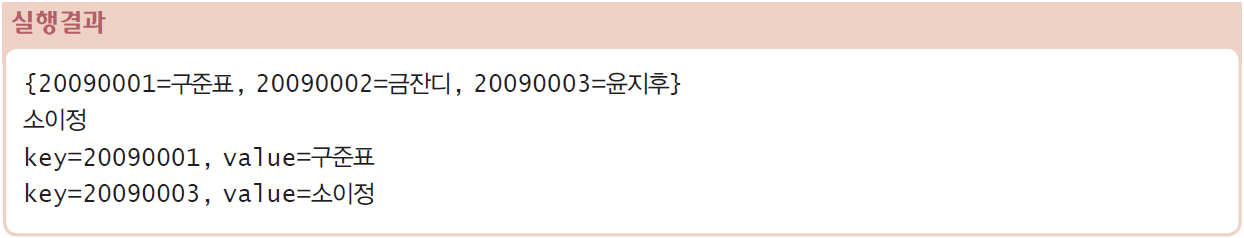 실행결과
{20090001=구준표, 20090002=금잔디, 20090003=윤지후}
소이정
key=20090001, value=구준표
key=20090003, value=소이정